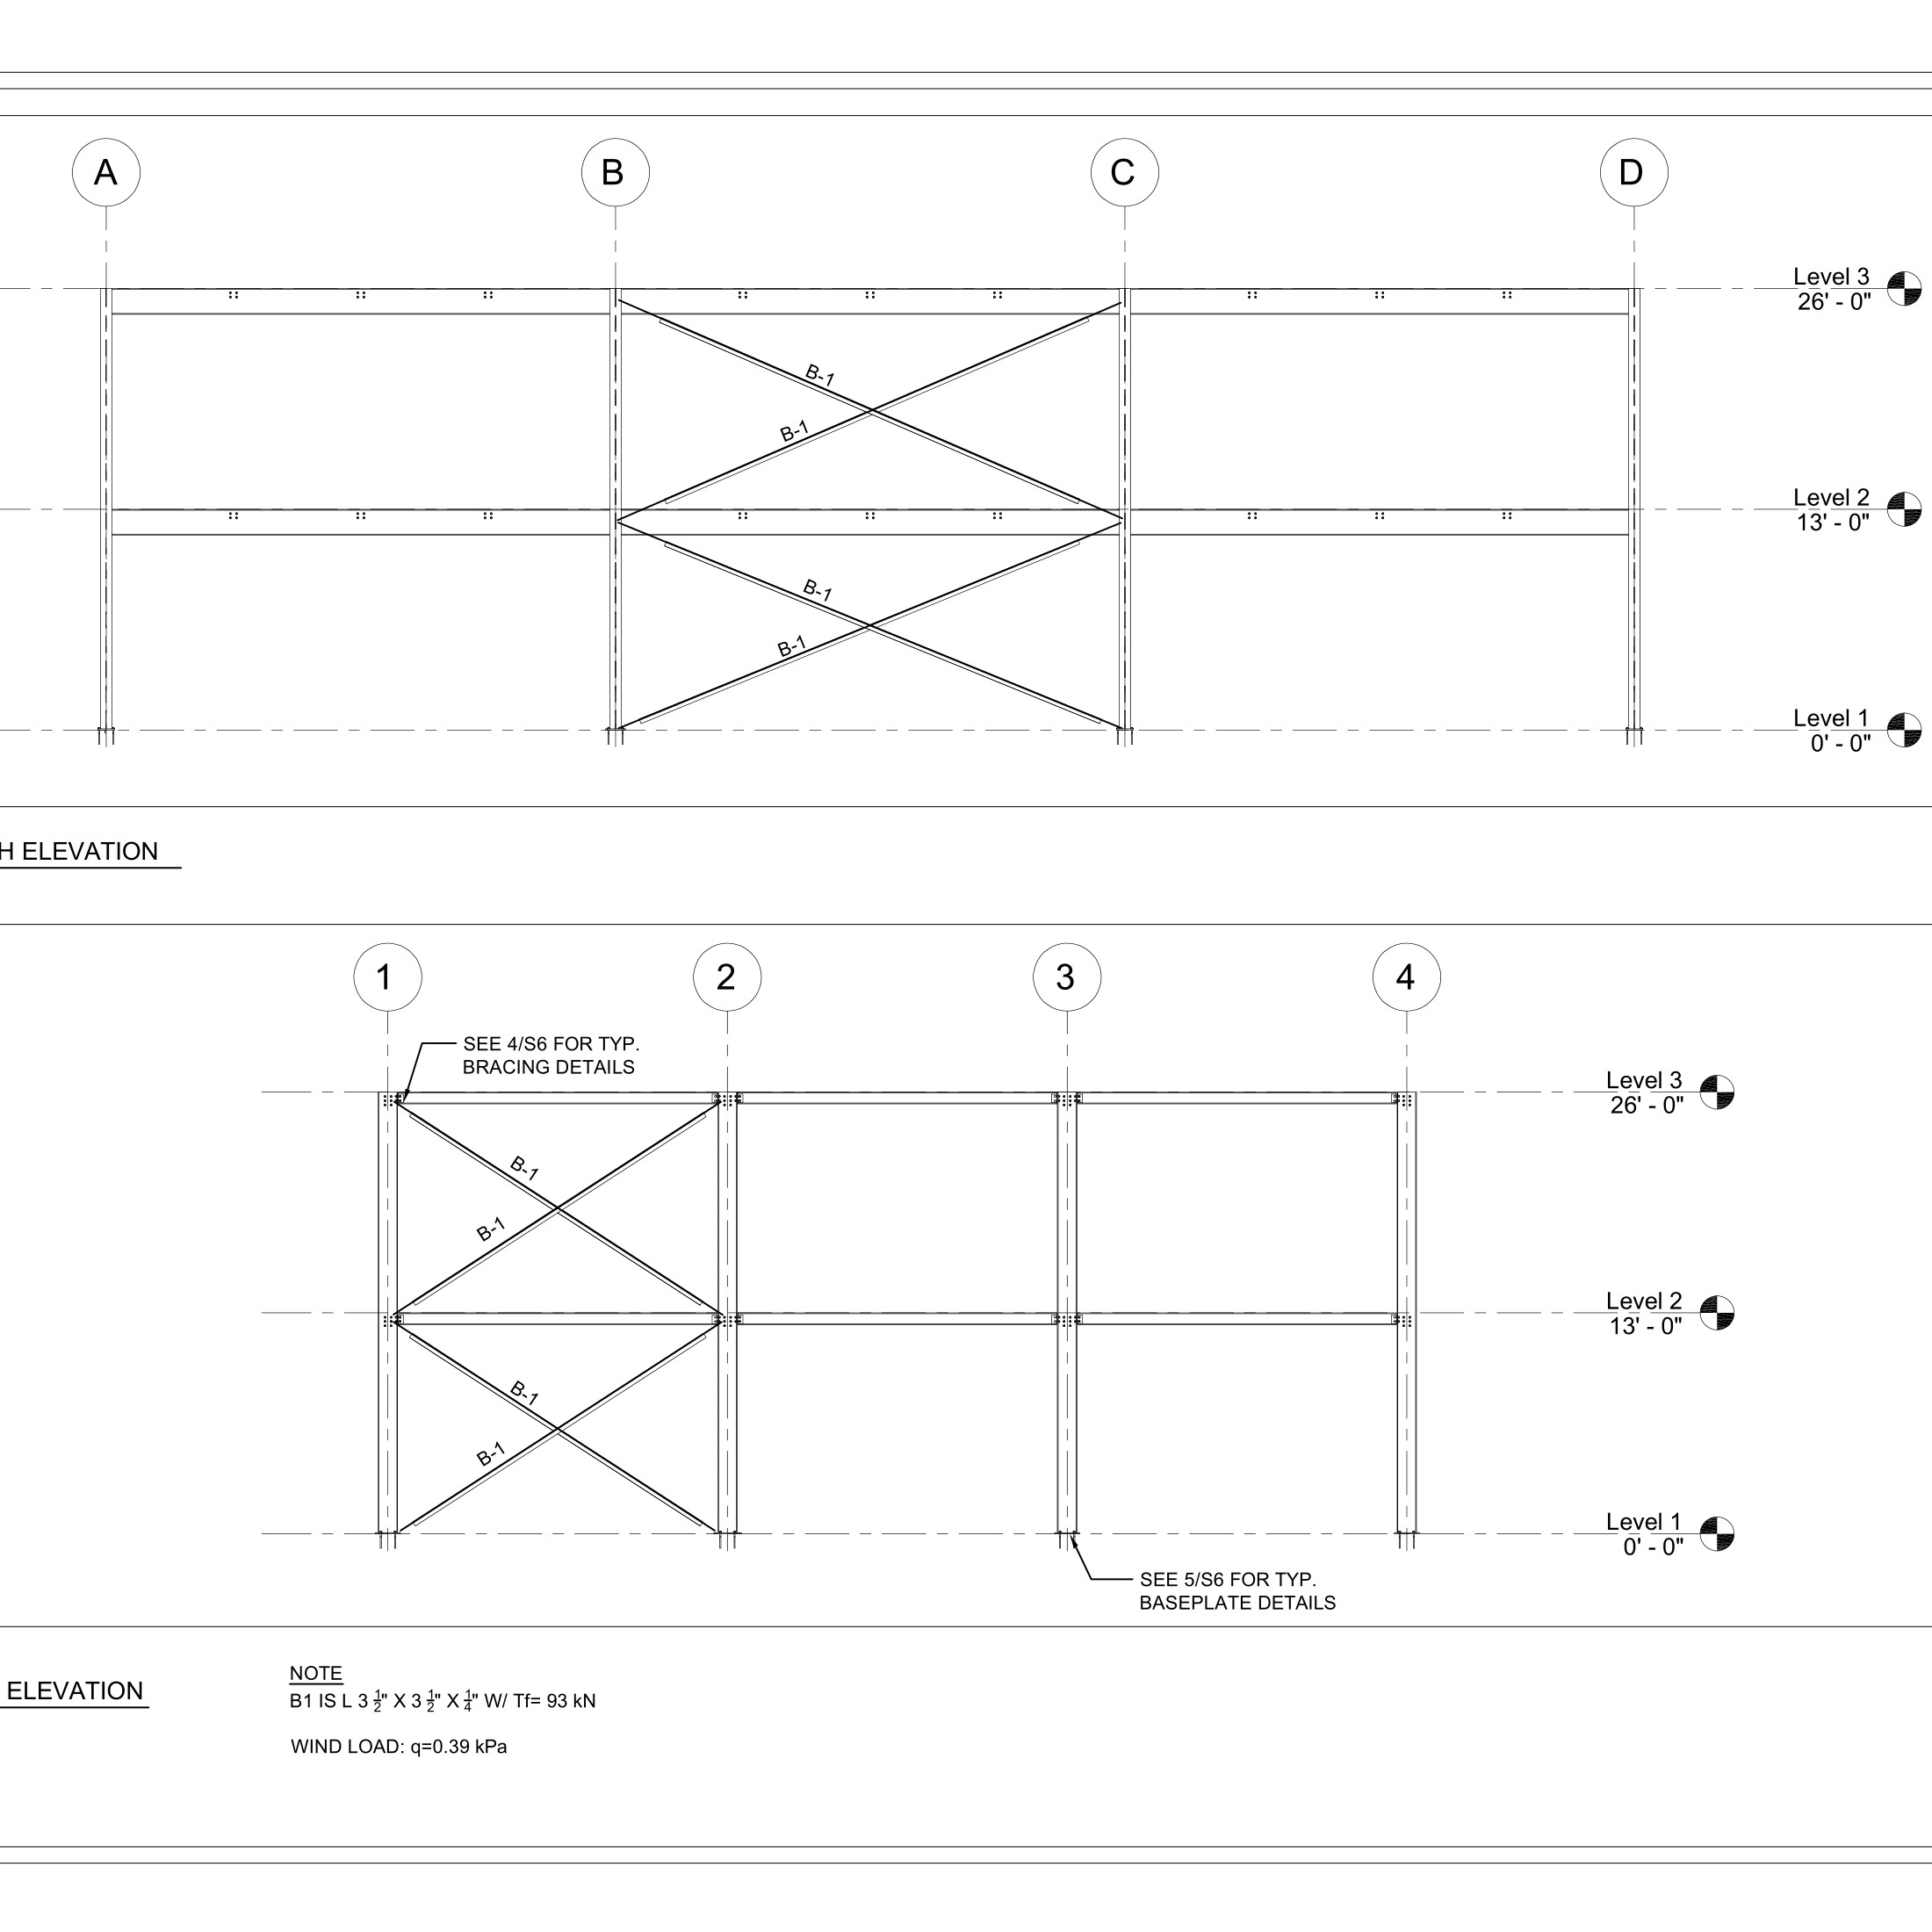 A B C D
Level 3
26' - 0"
B-1
B-1
Level 2
13' - 0"
B-1
B-1
Level 1
0' - 0"
H ELEVATION
1 2 3 4
SEE 4/S6 FOR TYP.
BRACING DETAILS
Level 3
26' - 0"
B-1
B-1
Level 2
13' - 0"
B-1
B-1
Level 1
0' - 0"
SEE 5/S6 FOR TYP.
BASEPLATE DETAILS
ELEVATION
NOTE
B1 IS L 3 1/2" X 3 1/2" X 1/4" W/ Tf= 93 kN
WIND LOAD: q=0.39 kPa